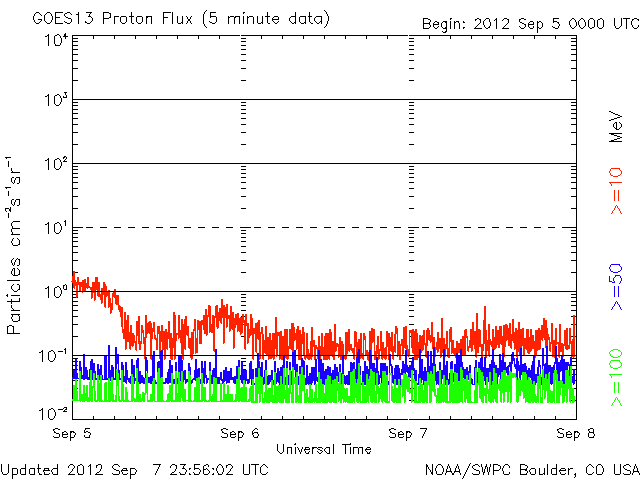 GOES13 Proton Flux (5 minute data)
Begin: 2012 Sep 5 0000 UTC
10⁴
10³
10²
10¹
10⁰
10⁻¹
10⁻²
Particles cm⁻²s⁻¹sr⁻¹
MeV
>=10
>=50
>=100
Sep 5
Sep 6
Sep 7
Sep 8
Universal Time
Updated 2012 Sep 7 23:56:02 UTC
NOAA/SWPC Boulder, CO USA